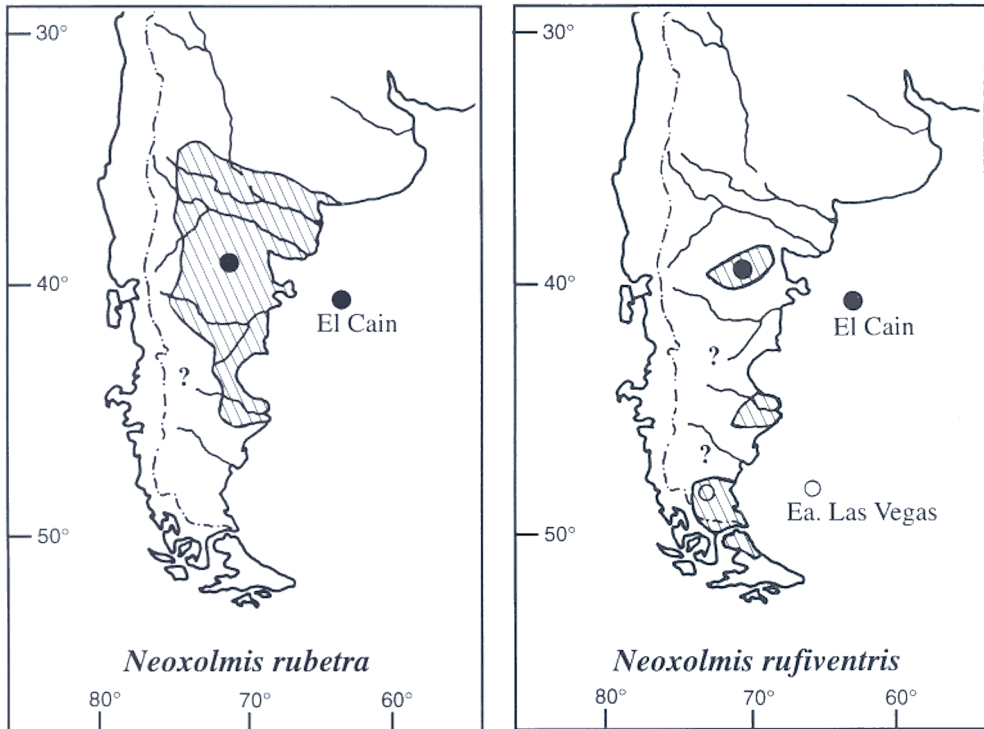 30°
40°
El Cain
?
50°
Neoxolmis rubetra
80° 70° 60°
30°
40°
El Cain
?
?
Ea. Las Vegas
50°
Neoxolmis rufiventris
80° 70° 60°